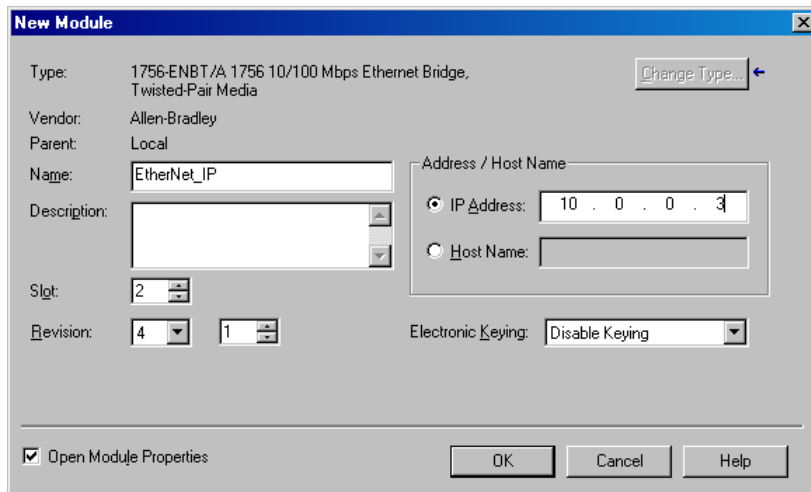 New Module
Type: 1756-ENBT/A 1756 10/100 Mbps Ethernet Bridge,
Twisted-Pair Media
Change Type...
Vendor: Allen-Bradley
Parent: Local
Name: EtherNet_IP
Address / Host Name
Description:
IP Address: 10 . 0 . 0 . 3
Host Name:
Slot: 2
Revision: 4 1
Electronic Keying: Disable Keying
Open Module Properties
OK Cancel Help